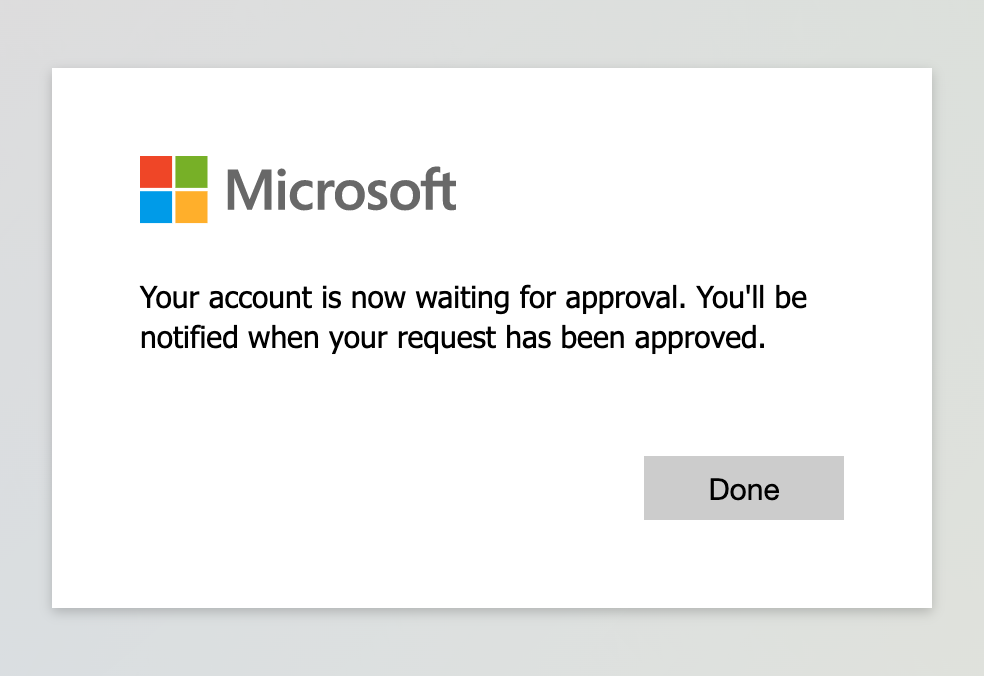 Microsoft
Your account is now waiting for approval. You'll be
notified when your request has been approved.
Done